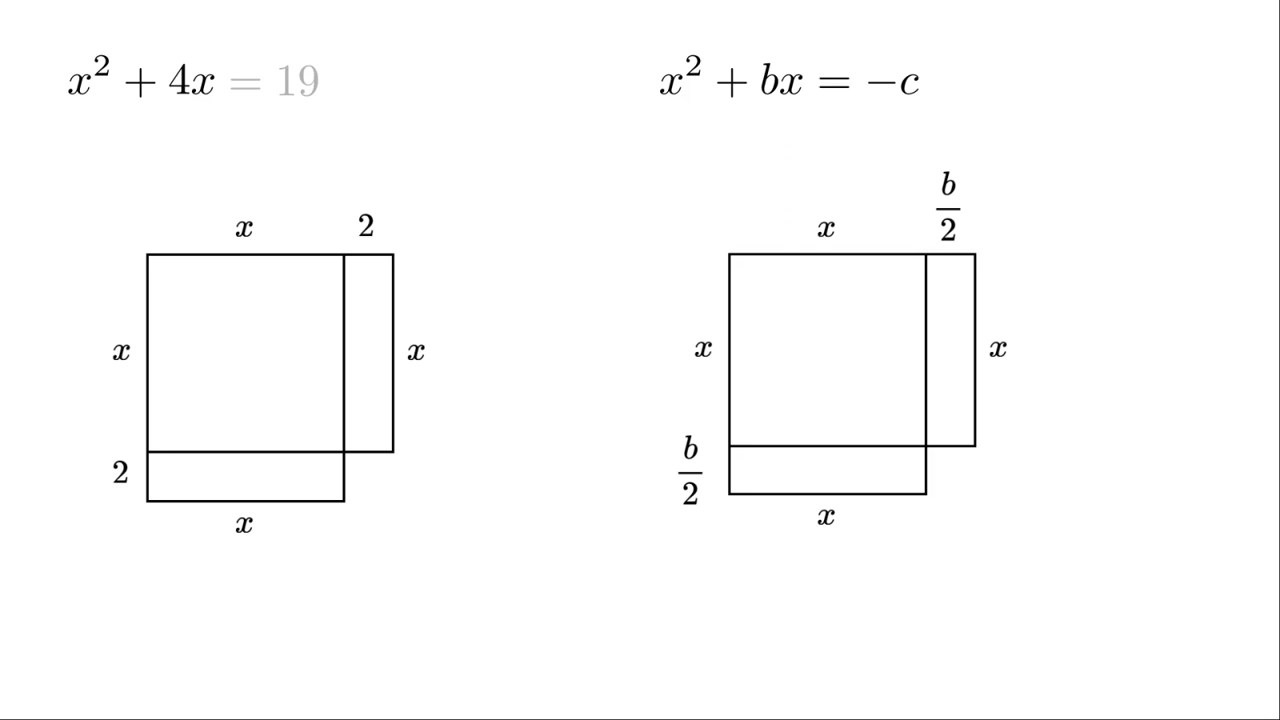 x² + 4x = 19
x² + bx = −c
x 2
x x
2
x
x b/2
x x
b/2
x